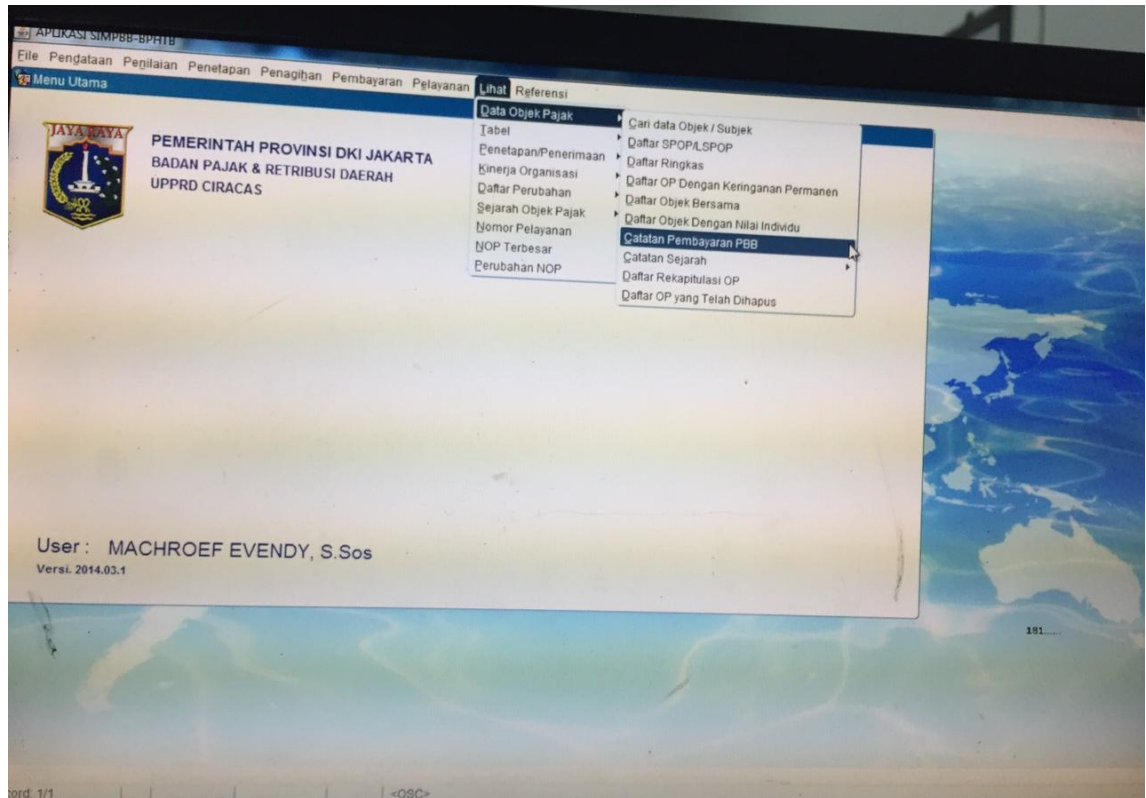 APLIKASI SIMPBB-BPHTB
File Pendataan Penilaian Penetapan Penagihan Pembayaran Pelayanan Lihat Referensi
Menu Utama
JAYA RAYA
PEMERINTAH PROVINSI DKI JAKARTA
BADAN PAJAK & RETRIBUSI DAERAH
UPPRD CIRACAS
Data Objek Pajak
Tabel
Penetapan/Penerimaan
Kinerja Organisasi
Daftar Perubahan
Sejarah Objek Pajak
Nomor Pelayanan
NOP Terbesar
Perubahan NOP
Cari data Objek / Subjek
Daftar SPOP/LSPOP
Daftar Ringkas
Daftar OP Dengan Keringanan Permanen
Daftar Objek Bersama
Daftar Objek Dengan Nilai Individu
Catatan Pembayaran PBB
Catatan Sejarah
Daftar Rekapitulasi OP
Daftar OP yang Telah Dihapus
User : MACHROEF EVENDY, S.Sos
Versi. 2014.03.1
181......
cord: 1/1 <OSC>